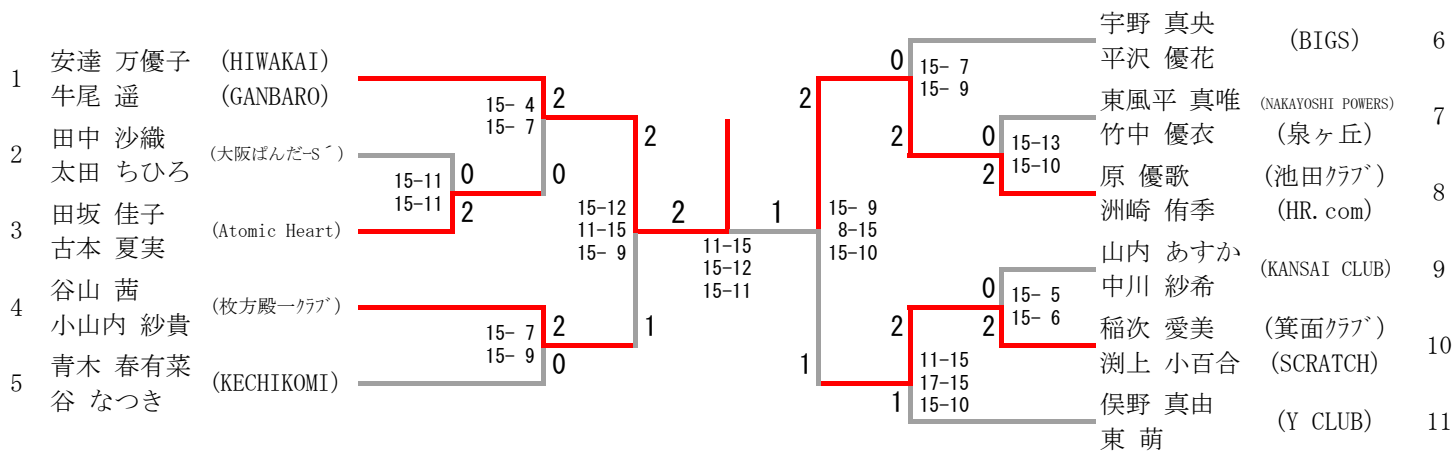 1 安達 万優子 (HIWAKAI)
牛尾 遥 (GANBARO)
2 田中 沙織 (大阪ぱんだ-S´)
太田 ちひろ
3 田坂 佳子 (Atomic Heart)
古本 夏実
4 谷山 茜 (枚方殿一ｸﾗﾌﾞ)
小山内 紗貴
5 青木 春有菜 (KECHIKOMI)
谷 なつき
15- 4
15- 7
2
0
15-11
15-11
0
2
15- 7
15- 9
2
0
15-12
11-15
15- 9
2
1
2
1
11-15
15-12
15-11
2
1
15- 9
8-15
15-10
0
2
15- 7
15- 9
0
2
15-13
15-10
0
2
15- 5
15- 6
2
1
11-15
17-15
15-10
宇野 真央 (BIGS) 6
平沢 優花
東風平 真唯 (NAKAYOSHI POWERS) 7
竹中 優衣 (泉ヶ丘)
原 優歌 (池田ｸﾗﾌﾞ) 8
洲崎 侑季 (HR.com)
山内 あすか (KANSAI CLUB) 9
中川 紗希
稲次 愛美 (箕面ｸﾗﾌﾞ) 10
渕上 小百合 (SCRATCH)
俣野 真由 (Y CLUB) 11
東 萌